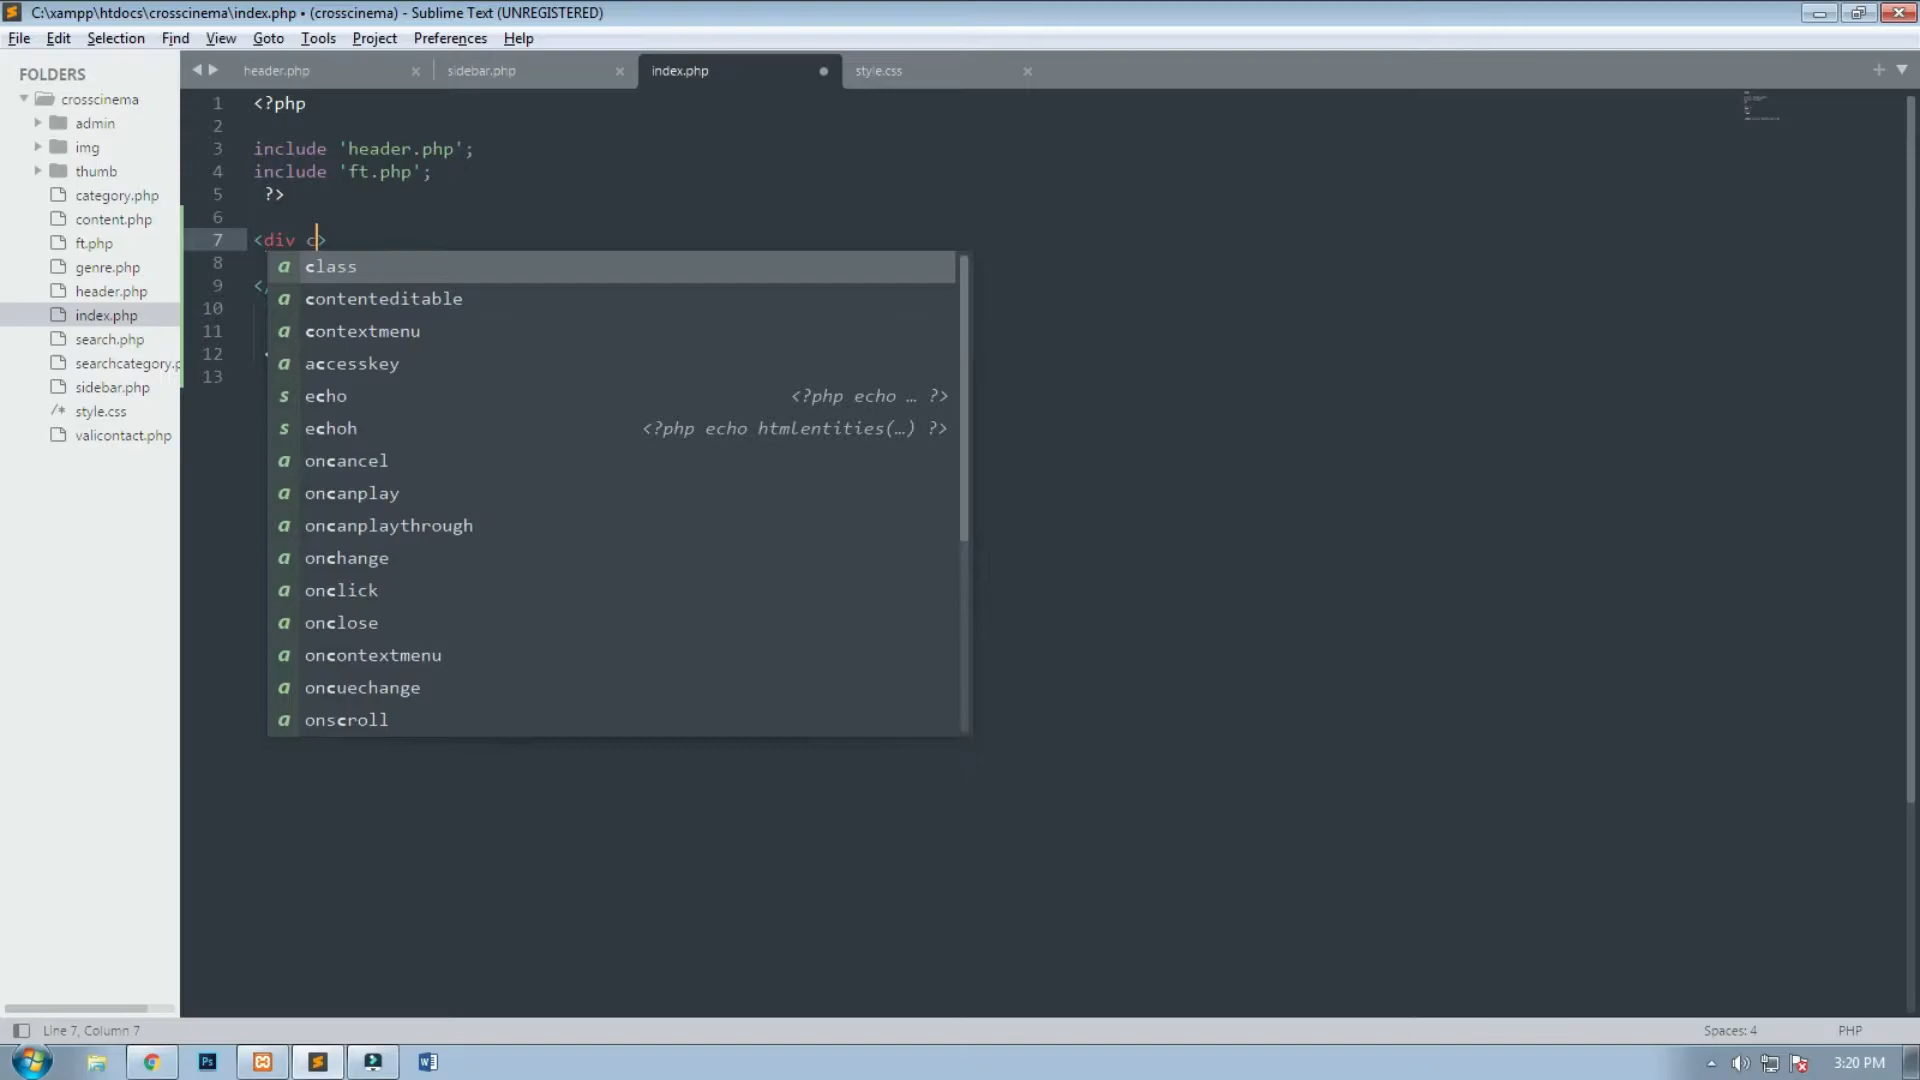 C:\xampp\htdocs\crosscinema\index.php • (crosscinema) - Sublime Text (UNREGISTERED)
File Edit Selection Find View Goto Tools Project Preferences Help
FOLDERS
crosscinema
admin
img
thumb
category.php
content.php
ft.php
genre.php
header.php
index.php
search.php
searchcategory.p
sidebar.php
/* style.css
valicontact.php
header.php sidebar.php index.php style.css
1 <?php
2
3 include 'header.php';
4 include 'ft.php';
5 ?>
6
7 <div c>
8
9 </
10
11
12
13
a class
a contenteditable
a contextmenu
a accesskey
s echo <?php echo … ?>
s echoh <?php echo htmlentities(…) ?>
a oncancel
a oncanplay
a oncanplaythrough
a onchange
a onclick
a onclose
a oncontextmenu
a oncuechange
a onscroll
Line 7, Column 7 Spaces: 4 PHP
Ps
3:20 PM